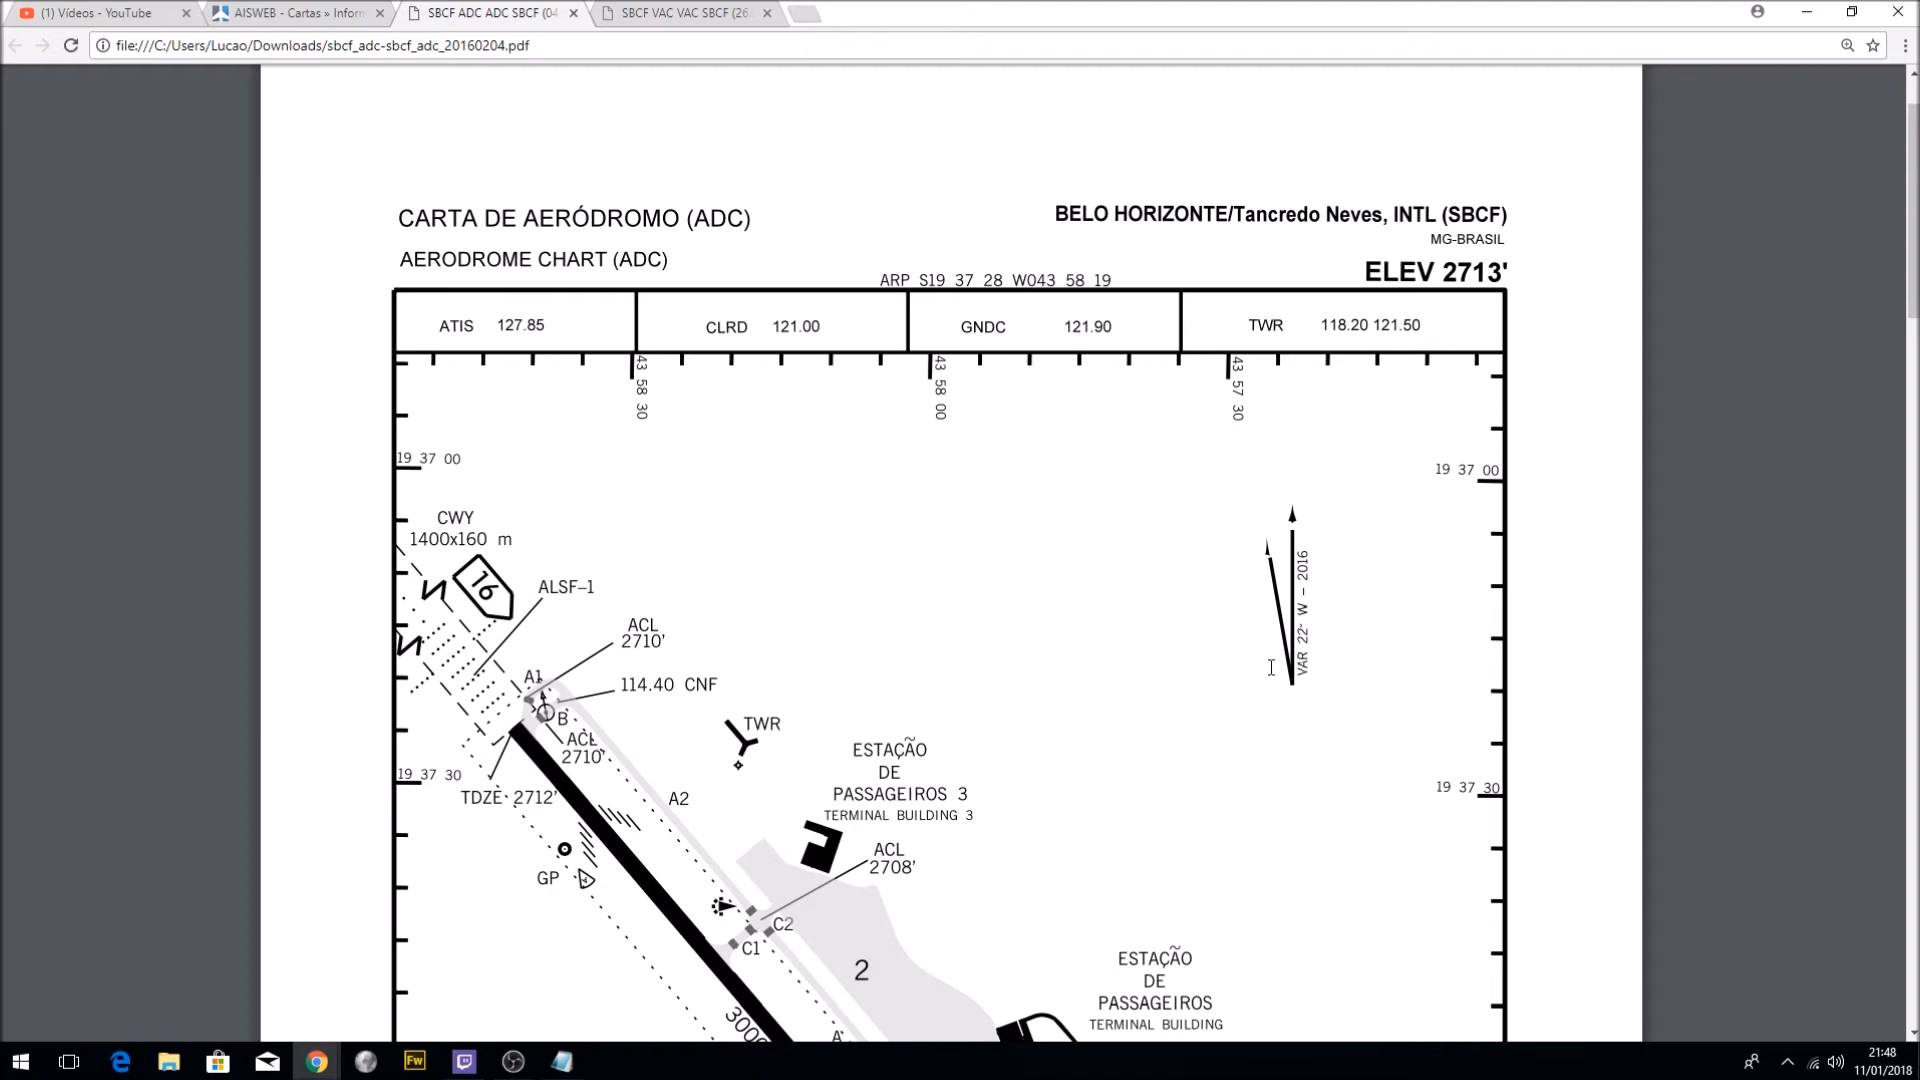 (1) Vídeos - YouTube
AISWEB - Cartas » Inform
SBCF ADC ADC SBCF (04
SBCF VAC VAC SBCF (26.
file:///C:/Users/Lucao/Downloads/sbcf_adc-sbcf_adc_20160204.pdf
CARTA DE AERÓDROMO (ADC)
BELO HORIZONTE/Tancredo Neves, INTL (SBCF)
MG-BRASIL
AERODROME CHART (ADC)
ELEV 2713'
ARP S19 37 28 W043 58 19
ATIS 127.85
CLRD 121.00
GNDC 121.90
TWR 118.20 121.50
43 58 30
43 58 00
43 57 30
19 37 00
19 37 00
CWY
1400x160 m
16
ALSF-1
ACL
2710'
A1
114.40 CNF
B
ACL
2710'
VAR 22° W - 2016
TWR
ESTAÇÃO
DE
PASSAGEIROS 3
TERMINAL BUILDING 3
19 37 30
19 37 30
TDZE 2712'
A2
ACL
2708'
GP
C2
C1
2
ESTAÇÃO
DE
PASSAGEIROS
TERMINAL BUILDING
3000
A
Fw
21:48
11/01/2018